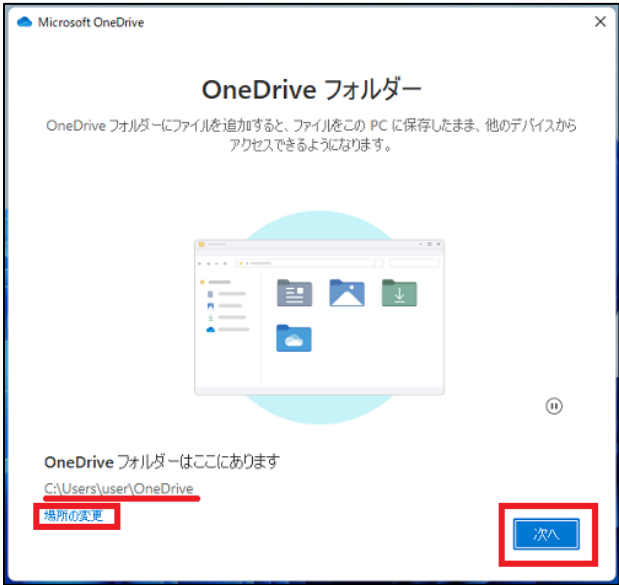 Microsoft OneDrive
OneDrive フォルダー
OneDrive フォルダーにファイルを追加すると、ファイルをこの PC に保存したまま、他のデバイスから
アクセスできるようになります。
OneDrive フォルダーはここにあります
C:\Users\user\OneDrive
場所の変更
次へ